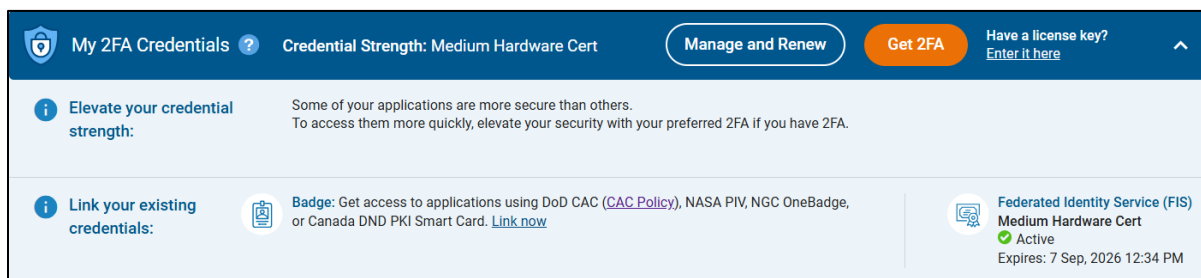 My 2FA Credentials ?
Credential Strength: Medium Hardware Cert
Manage and Renew
Get 2FA
Have a license key?
Enter it here
Elevate your credential
strength:
Some of your applications are more secure than others.
To access them more quickly, elevate your security with your preferred 2FA if you have 2FA.
Link your existing
credentials:
Badge: Get access to applications using DoD CAC (CAC Policy), NASA PIV, NGC OneBadge,
or Canada DND PKI Smart Card. Link now
Federated Identity Service (FIS)
Medium Hardware Cert
Active
Expires: 7 Sep, 2026 12:34 PM